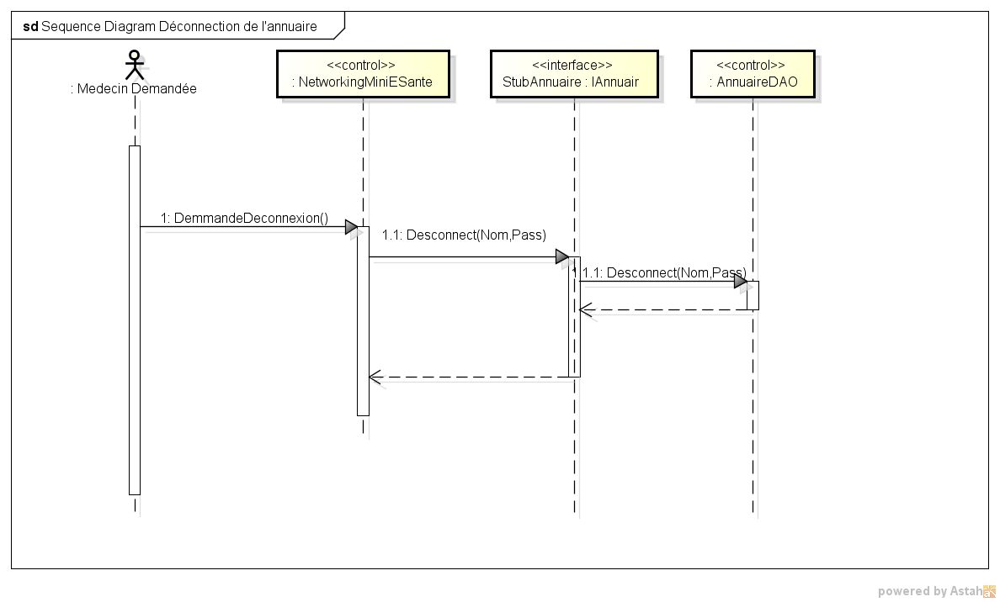 sd Sequence Diagram Déconnection de l'annuaire
: Medecin Demandée
<<control>>
: NetworkingMiniESante
<<interface>>
StubAnnuaire : IAnnuair
<<control>>
: AnnuaireDAO
1: DemmandeDeconnexion()
1.1: Desconnect(Nom,Pass)
1.1.1: Desconnect(Nom,Pass)
powered by Astah